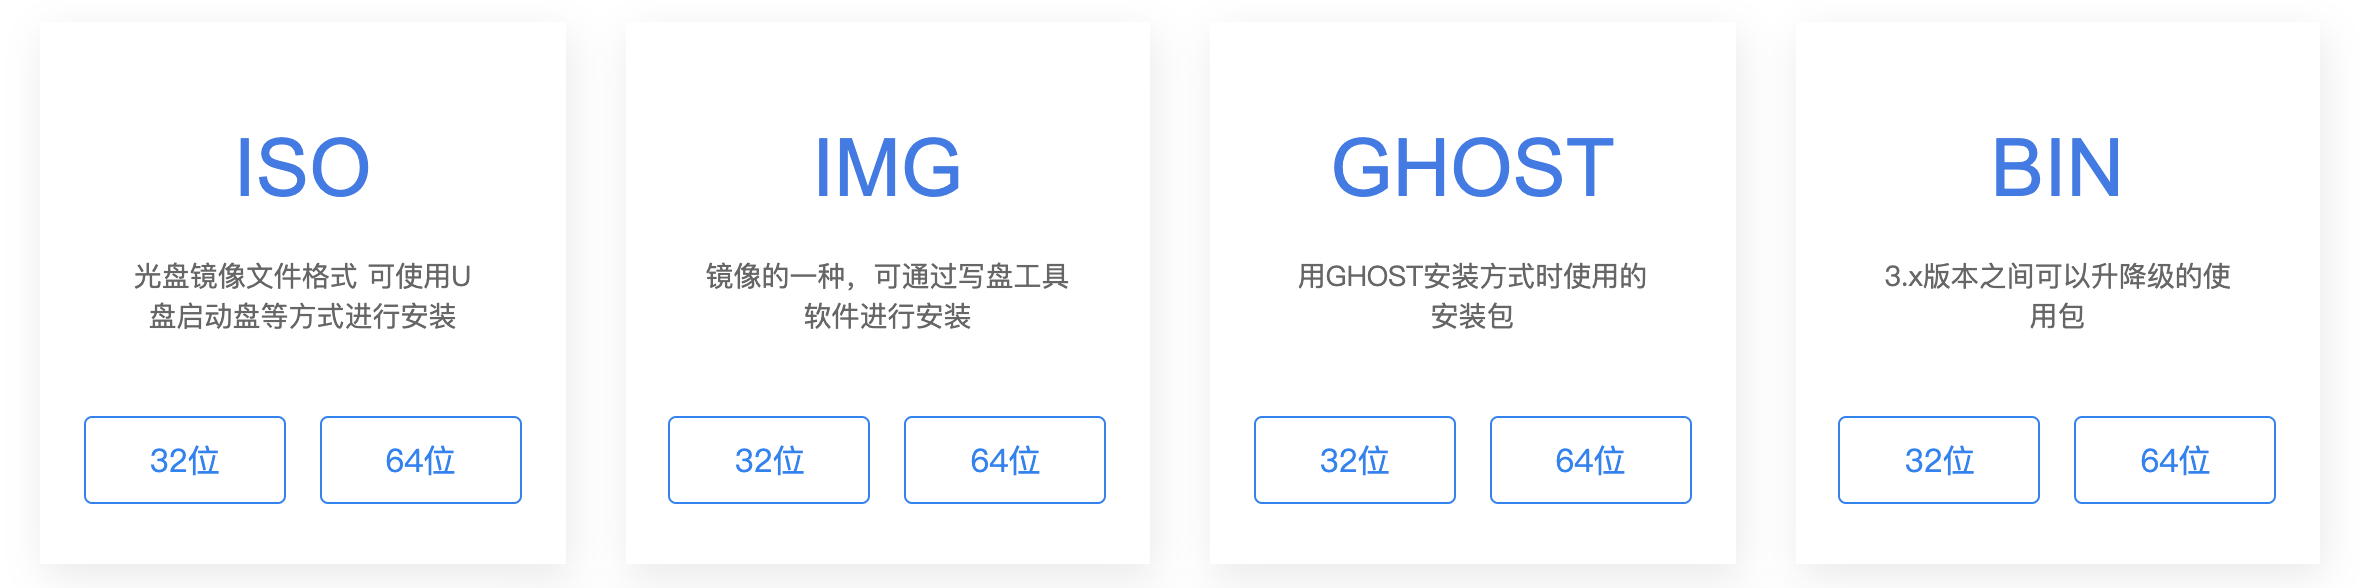 ISO
光盘镜像文件格式 可使用U
盘启动盘等方式进行安装
32位
64位
IMG
镜像的一种，可通过写盘工具
软件进行安装
32位
64位
GHOST
用GHOST安装方式时使用的
安装包
32位
64位
BIN
3.x版本之间可以升降级的使
用包
32位
64位